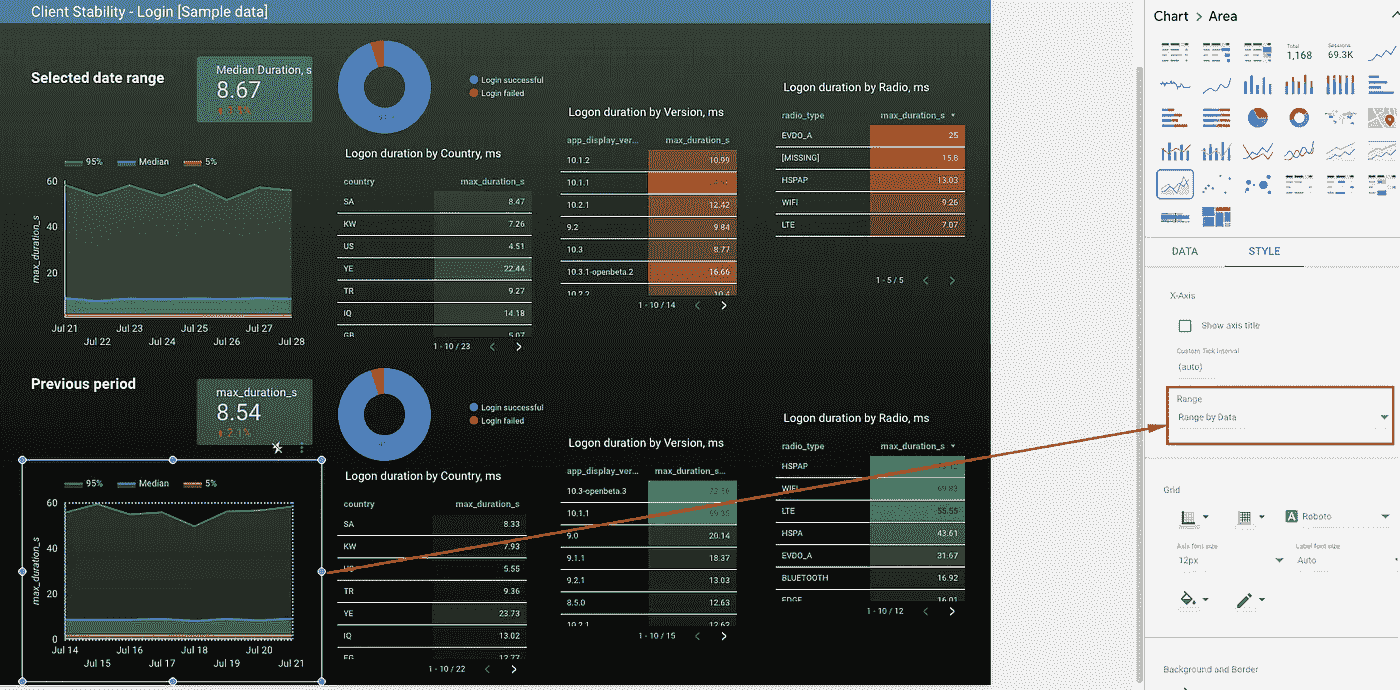 Client Stability - Login [Sample data]
Selected date range
Median Duration, s
8.67
Login successful
Login failed
95% Median 5%
max_duration_s
60
40
20
Jul 21 Jul 23 Jul 25 Jul 27
Jul 22 Jul 24 Jul 26 Jul 28
Logon duration by Country, ms
country max_duration_s
SA 8.47
KW 7.26
US 4.51
YE 22.44
TR 9.27
IQ 14.18
GB 5.07
1 - 10 / 23
Logon duration by Version, ms
app_display_ver... max_duration_s
10.1.2 10.99
10.1.1
10.2.1 12.42
9.2 9.84
10.3 8.77
10.3.1-openbeta.2 16.66
10.2.2 10.4
1 - 10 / 14
Logon duration by Radio, ms
radio_type max_duration_s
EVDO_A 25
[MISSING] 15.8
HSPAP 13.03
WIFI 9.26
LTE 7.07
1 - 5 / 5
Previous period
max_duration_s
8.54
2.1%
Login successful
Login failed
95% Median 5%
max_duration_s
60
40
20
0
Jul 14 Jul 16 Jul 18 Jul 20
Jul 15 Jul 17 Jul 19 Jul 21
Logon duration by Country, ms
country max_duration_s
SA 8.33
KW 7.93
US 5.55
TR 9.36
YE 23.73
IQ 13.02
EG 12.77
1 - 10 / 22
Logon duration by Version, ms
app_display_ver... max_duration_s...
10.3-openbeta.3
10.1.1
9.0 20.14
9.1.1 18.37
9.2.1 13.03
8.5.0 12.63
10.2.1 12.62
1 - 10 / 15
Logon duration by Radio, ms
radio_type max_duration_s
HSPAP
WIFI 69.83
LTE 55.55
HSPA 43.61
EVDO_A 31.67
BLUETOOTH 16.92
EDGE 16.01
1 - 10 / 12
Chart > Area
Total
1,168
Sessions
69.3K
DATA STYLE
X-Axis
Show axis title
Custom Tick Interval
(auto)
Range
Range by Data
Grid
Roboto
Axis font size Label font size
12px Auto
Background and Border